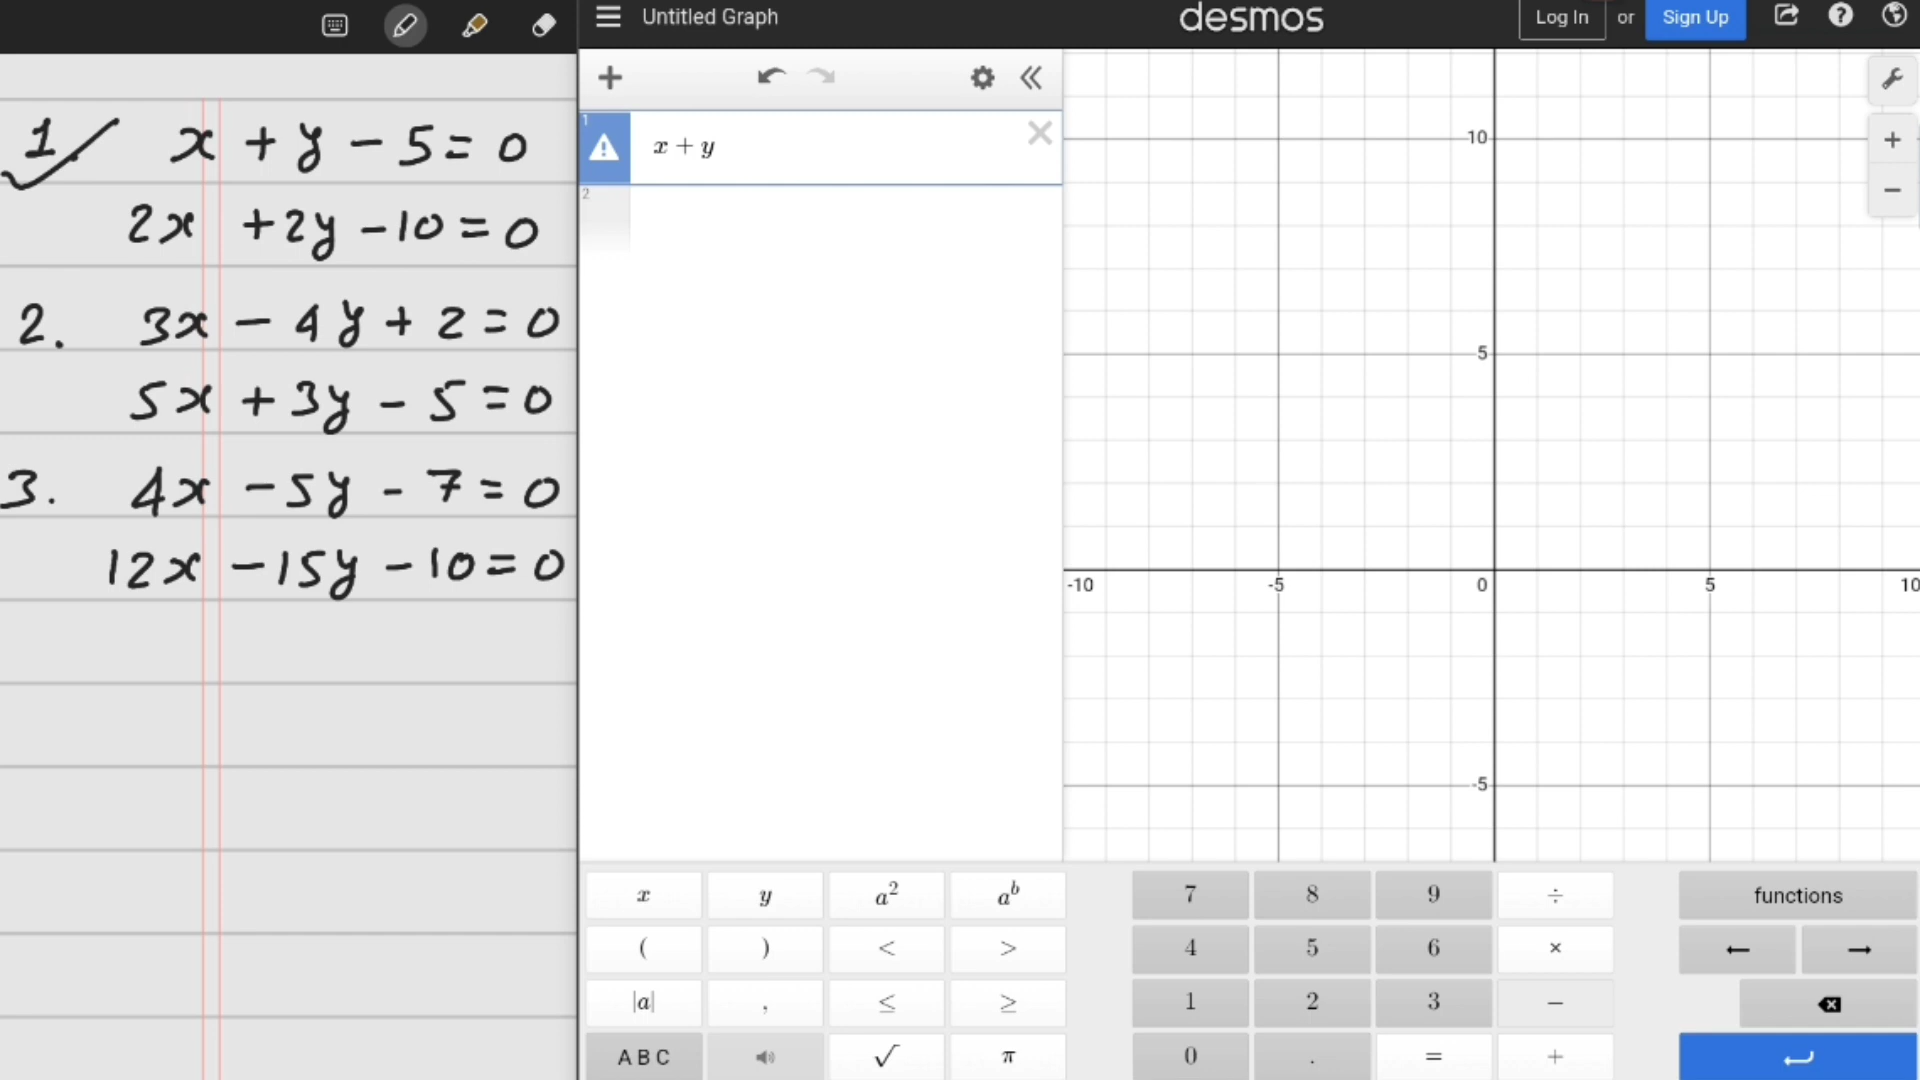 Untitled Graph
desmos
Log In or Sign Up
1. x + y - 5 = 0
2x + 2y - 10 = 0
2. 3x - 4y + 2 = 0
5x + 3y - 5 = 0
3. 4x - 5y - 7 = 0
12x - 15y - 10 = 0
1
x + y
2
10
5
-10 -5 0 5 10
-5
x y a² aᵇ 7 8 9 ÷ functions
( ) < > 4 5 6 × ← →
|a| , ≤ ≥ 1 2 3 −
A B C √ π 0 . = +